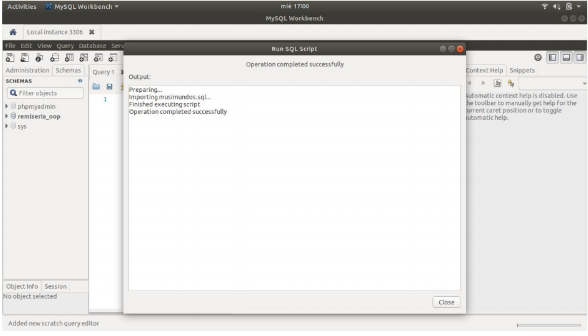 Activities MySQL Workbench
mié 17:00
MySQL Workbench
Local instance 3306
File Edit View Query Database Serv
Run SQL Script
Administration Schemas
Query 1
Context Help Snippets
SCHEMAS
Filter objects
phpmyadmin
remiseria_oop
sys
1
Operation completed successfully
Output:
Preparing...
Importing musimundos.sql...
Finished executing script
Operation completed successfully
Automatic context help is disabled. Use
the toolbar to manually get help for the
current caret position or to toggle
automatic help.
Object Info Session
No object selected
Close
Added new scratch query editor